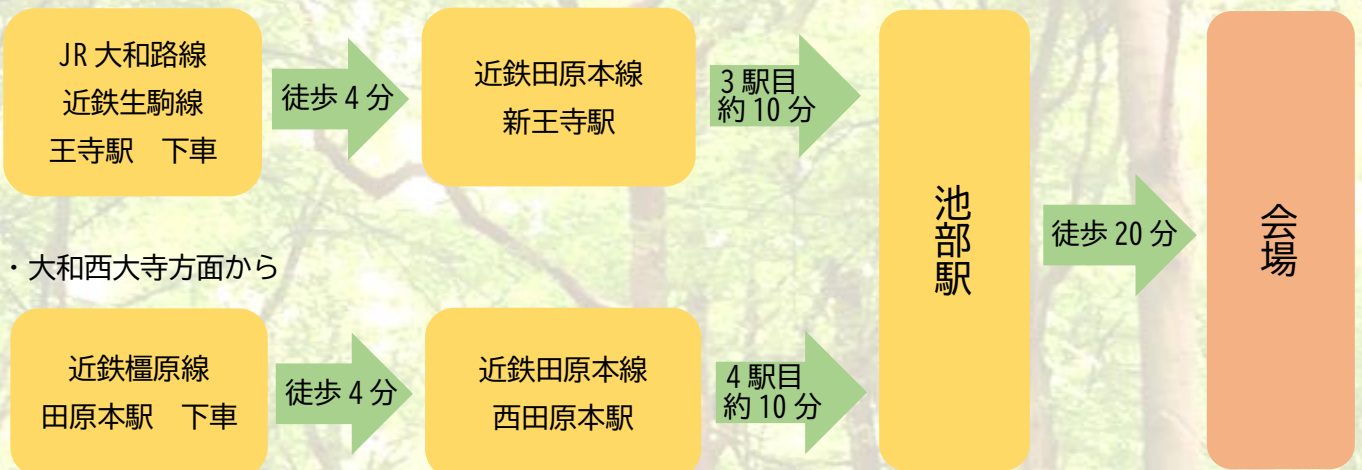 JR 大和路線
近鉄生駒線
王寺駅　下車
徒歩 4 分
近鉄田原本線
新王寺駅
3 駅目
約 10 分
池部駅
徒歩 20 分
会場
・大和西大寺方面から
近鉄橿原線
田原本駅　下車
徒歩 4 分
近鉄田原本線
西田原本駅
4 駅目
約 10 分